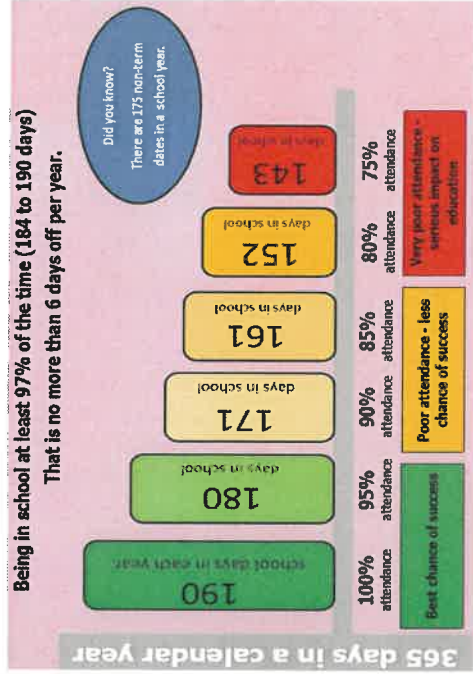 Being in school at least 97% of the time (184 to 190 days)
That is no more than 6 days off per year.
Did you know?
There are 175 non-term
dates in a school year.
365 days in a calendar year
190
school days in each year.
180
days in school
171
days in school
161
days in school
152
days in school
143
days in school
100%
attendance
95%
attendance
90%
attendance
85%
attendance
80%
attendance
75%
attendance
Best chance of success
Poor attendance - less
chance of success
Very poor attendance -
serious impact on
education